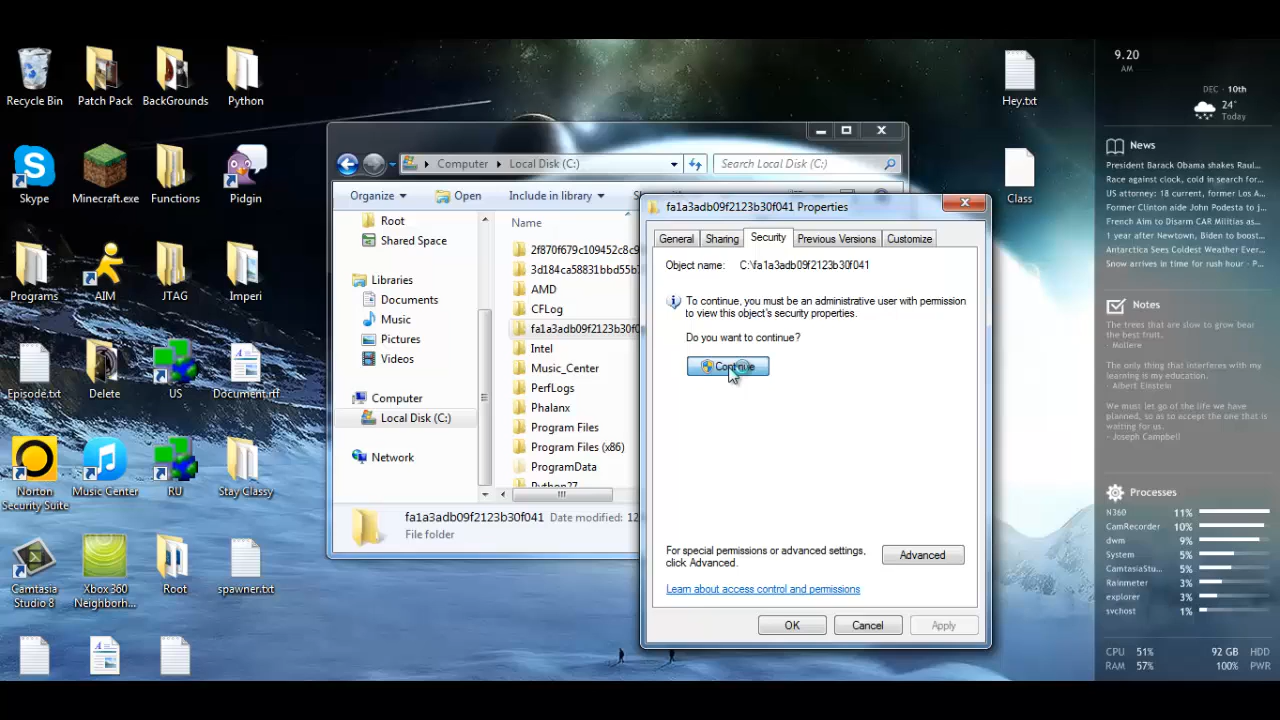 Recycle Bin
Patch Pack
BackGrounds
Python
Skype
Minecraft.exe
Functions
Pidgin
Programs
AIM
JTAG
Imperi
Episode.txt
Delete
US
Document.rtf
Norton
Security Suite
Music Center
RU
Stay Classy
Camtasia
Studio 8
Xbox 360
Neighborh...
Root
spawner.txt
Hey.txt
Class
Computer
Local Disk (C:)
Search Local Disk (C:)
Organize
Open
Include in library
Root
Shared Space
Libraries
Documents
Music
Pictures
Videos
Computer
Local Disk (C:)
Network
Name
2f870f679c109452c8c9
3d184ca58831bbd55b
AMD
CFLog
fa1a3adb09f2123b30f0
Intel
Music_Center
PerfLogs
Phalanx
Program Files
Program Files (x86)
ProgramData
Python27
fa1a3adb09f2123b30f041 Date modified: 12
File folder
fa1a3adb09f2123b30f041 Properties
General
Sharing
Security
Previous Versions
Customize
Object name: C:\fa1a3adb09f2123b30f041
To continue, you must be an administrative user with permission
to view this object's security properties.
Do you want to continue?
Continue
For special permissions or advanced settings,
click Advanced.
Advanced
Learn about access control and permissions
OK
Cancel
Apply
9.20
AM
DEC - 10th
24°
Today
News
President Barack Obama shakes Raul...
Race against clock, cold in search for...
US attorney: 18 current, former Los A...
Former Clinton aide John Podesta to j...
French Aim to Disarm CAR Militias as...
1 year after Newtown, Biden to boost...
Antarctica Sees Coldest Weather Ever...
Snow arrives in time for rush hour - P...
Notes
The trees that are slow to grow bear
the best fruit.
- Moliere
The only thing that interferes with my
learning is my education.
- Albert Einstein
We must let go of the life we have
planned, so as to accept the one that
is waiting for us.
- Joseph Campbell
Processes
N360 11%
CamRecorder 10%
dwm 9%
System 5%
CamtasiaStu... 5%
Rainmeter 3%
explorer 3%
svchost 1%
CPU 51% 92 GB HDD
RAM 57% 100% PWR